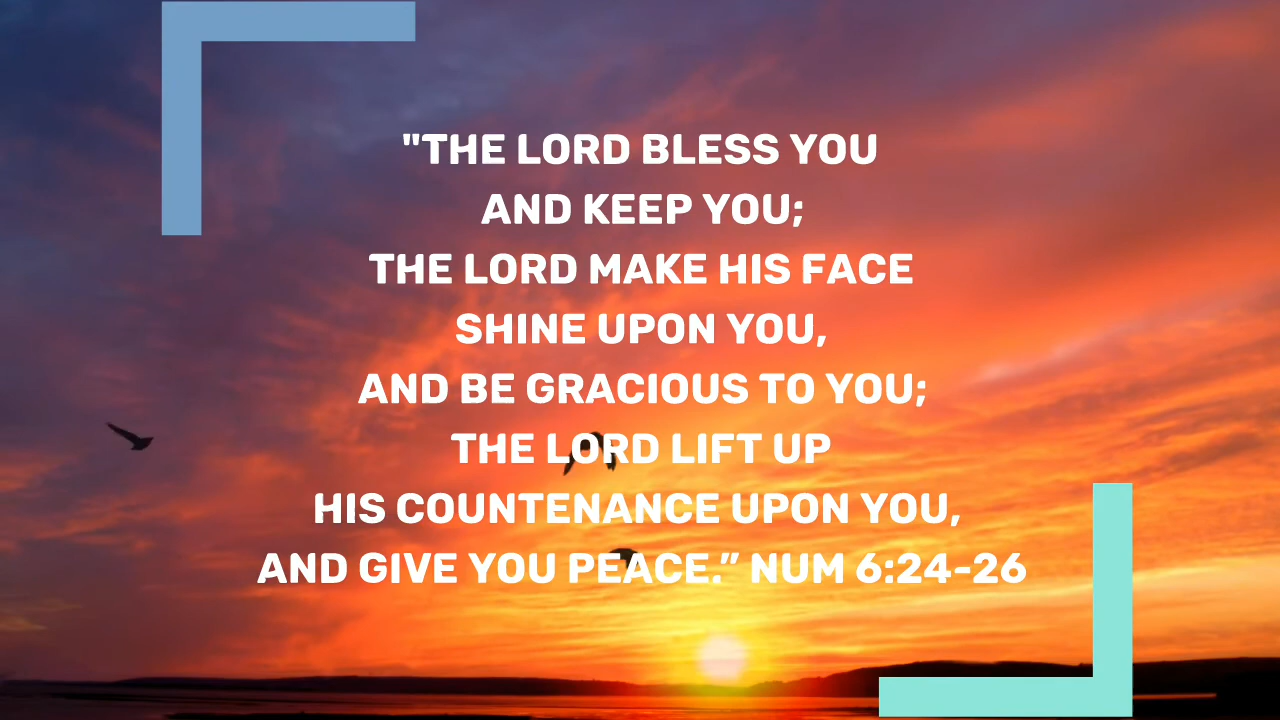 "THE LORD BLESS YOU
AND KEEP YOU;
THE LORD MAKE HIS FACE
SHINE UPON YOU,
AND BE GRACIOUS TO YOU;
THE LORD LIFT UP
HIS COUNTENANCE UPON YOU,
AND GIVE YOU PEACE.” NUM 6:24-26